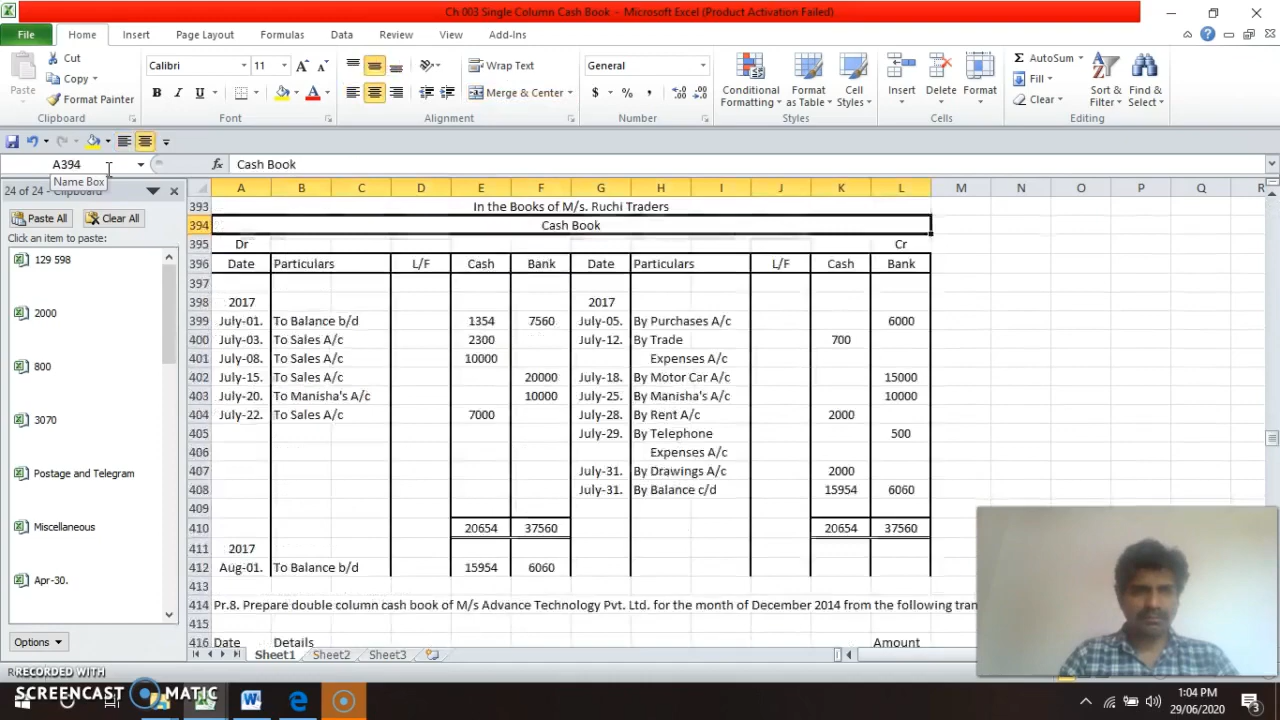 Ch 003 Single Column Cash Book - Microsoft Excel (Product Activation Failed)
File Home Insert Page Layout Formulas Data Review View Add-Ins
Cut
Copy
Format Painter
Paste
Clipboard
Calibri 11
Font
Wrap Text
Merge & Center
Alignment
General
Number
Conditional Formatting
Format as Table
Cell Styles
Styles
Insert Delete Format
Cells
AutoSum
Fill
Clear
Sort & Filter
Find & Select
Editing
A394 fx Cash Book
Name Box
24 of 24 - Clipboard
Paste All Clear All
Click an item to paste:
129 598
2000
800
3070
Postage and Telegram
Miscellaneous
Apr-30.
Options
A B C D E F G H I J K L M N O P Q R
393 In the Books of M/s. Ruchi Traders
394 Cash Book
395 Dr Cr
396 Date Particulars L/F Cash Bank Date Particulars L/F Cash Bank
397
398 2017 2017
399 July-01. To Balance b/d 1354 7560 July-05. By Purchases A/c 6000
400 July-03. To Sales A/c 2300 July-12. By Trade 700
401 July-08. To Sales A/c 10000 Expenses A/c
402 July-15. To Sales A/c 20000 July-18. By Motor Car A/c 15000
403 July-20. To Manisha's A/c 10000 July-25. By Manisha's A/c 10000
404 July-22. To Sales A/c 7000 July-28. By Rent A/c 2000
405 July-29. By Telephone 500
406 Expenses A/c
407 July-31. By Drawings A/c 2000
408 July-31. By Balance c/d 15954 6060
409
410 20654 37560 20654 37560
411 2017
412 Aug-01. To Balance b/d 15954 6060
413
414 Pr.8. Prepare double column cash book of M/s Advance Technology Pvt. Ltd. for the month of December 2014 from the following tran
415
416 Date Details Amount
Sheet1 Sheet2 Sheet3
RECORDED WITH
SCREENCAST MATIC
1:04 PM
29/06/2020
3